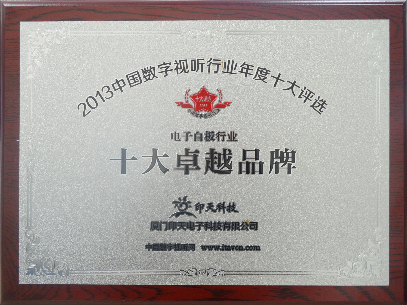 2013中国数字视听行业年度十大评选
电子白板行业
十大卓越品牌
印天科技
厦门印天电子科技有限公司
中国数字视听网 www.itavcn.com